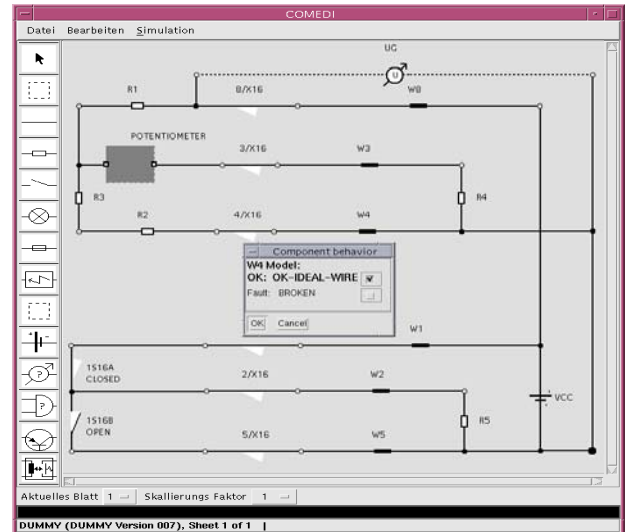 COMEDI
Datei Bearbeiten Simulation
UG
U
R1 8/X16 W8
POTENTIOMETER
3/X16 W3
R3 R4
R2 4/X16 W4
Component behavior
W4 Model:
OK: OK-IDEAL-WIRE
Fault: BROKEN
OK Cancel
W1
1S16A
CLOSED
2/X16 W2
VCC
1S16B
OPEN
R5
5/X16 W5
?
?
Aktuelles Blatt 1 Skallierungs Faktor 1
DUMMY (DUMMY Version 007), Sheet 1 of 1